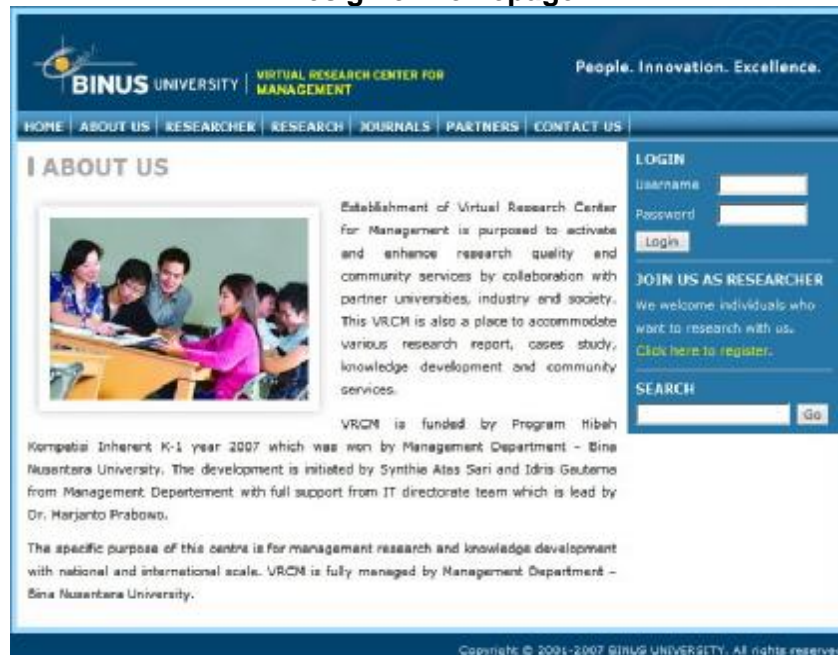 BINUS UNIVERSITY
VIRTUAL RESEARCH CENTER FOR
MANAGEMENT
People. Innovation. Excellence.
HOME ABOUT US RESEARCHER RESEARCH JOURNALS PARTNERS CONTACT US
ABOUT US
Establishment of Virtual Research Center
for Management is purposed to activate
and enhance research quality and
community services by collaboration with
partner universities, industry and society.
This VRCM is also a place to accommodate
various research report, cases study,
knowledge development and community
services.
VRCM is funded by Program Hibah
Kompetisi Inherent K-1 year 2007 which was won by Management Department – Bina
Nusantara University. The development is initiated by Synthia Atas Sari and Idris Gautama
from Management Departement with full support from IT directorate team which is lead by
Dr. Harjanto Prabowo.
The specific purpose of this centre is for management research and knowledge development
with national and international scale. VRCM is fully managed by Management Department –
Bina Nusantara University.
LOGIN
Username
Password
Login
JOIN US AS RESEARCHER
We welcome individuals who
want to research with us.
Click here to register.
SEARCH
Go
Copyright © 2001-2007 BINUS UNIVERSITY. All rights reserve